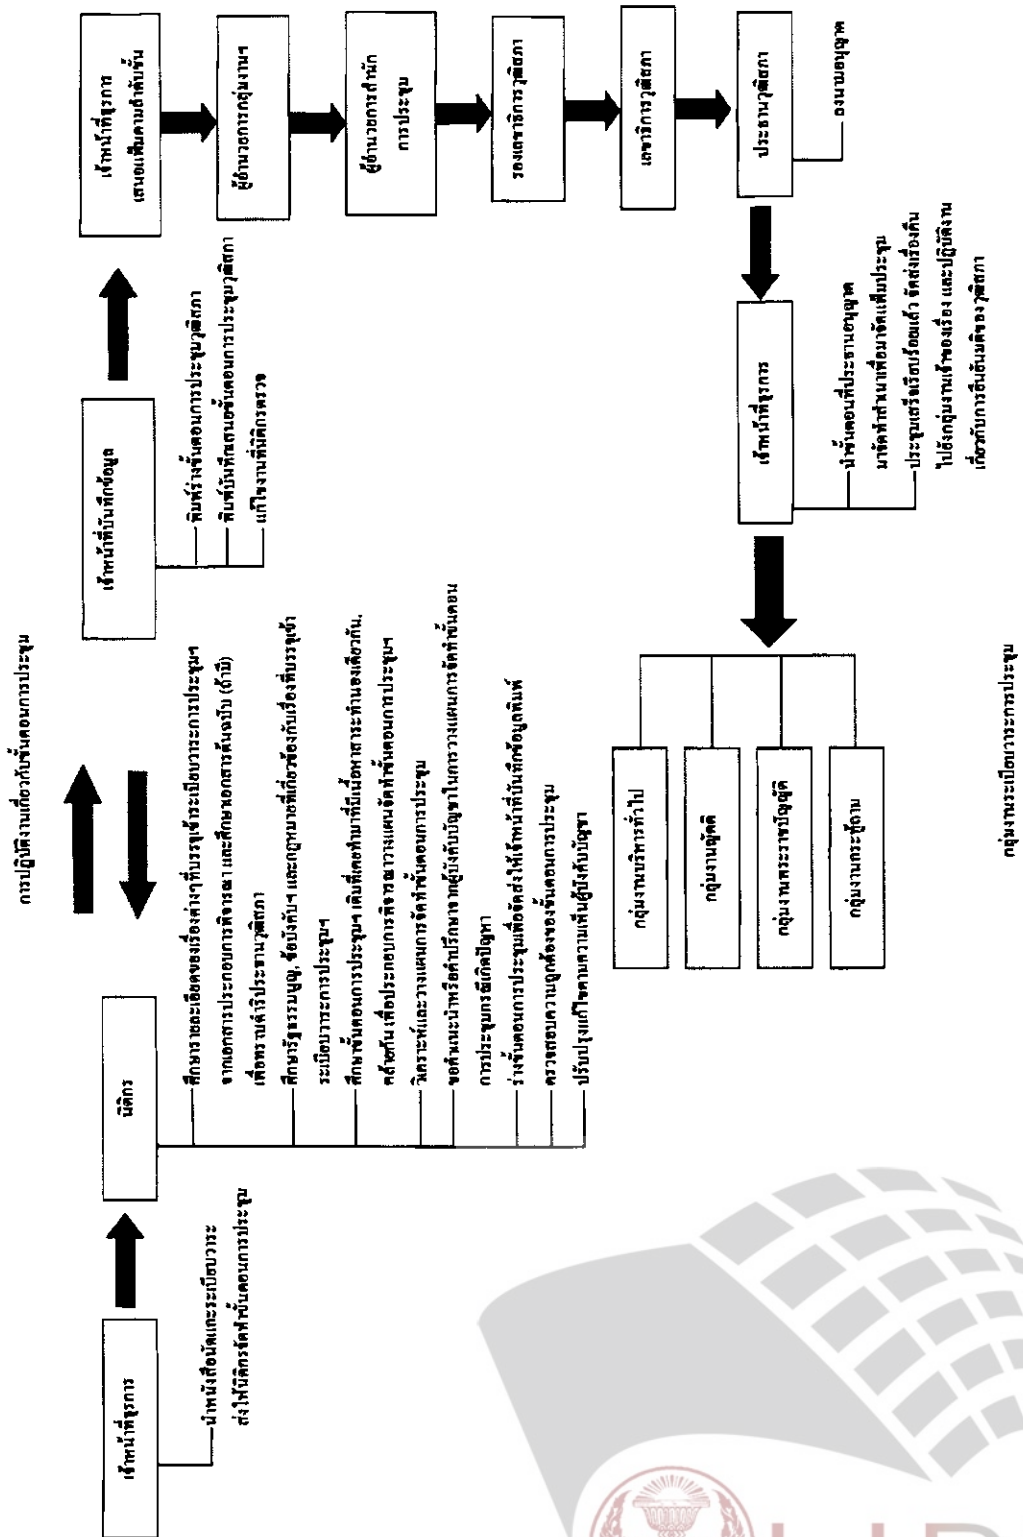 การปฏิบัติงานเกี่ยวกับขั้นตอนการประชุม
เจ้าหน้าที่ธุรการ
นำหนังสือนัดและระเบียบวาระ
ส่งให้นิติกรจัดทำขั้นตอนการประชุม
นิติกร
ศึกษารายละเอียดของเรื่องต่างๆ ที่บรรจุเข้าระเบียบวาระการประชุมฯ
จากเอกสารประกอบการพิจารณา และศึกษาเอกสารต้นฉบับ (ถ้ามี)
เพื่อทราบดำริประธานวุฒิสภา
ศึกษารัฐธรรมนูญ, ข้อบังคับฯ และกฎหมายที่เกี่ยวข้องกับเรื่องที่บรรจุเข้า
ระเบียบวาระการประชุมฯ
ศึกษาขั้นตอนการประชุมฯ เดิมที่เคยทำมาที่มีเนื้อหาสาระทำนองเดียวกัน,
คล้ายกัน เพื่อประกอบการพิจารณาวางแผนจัดทำขั้นตอนการประชุมฯ
วิเคราะห์และวางแผนการจัดทำขั้นตอนการประชุม
ขอคำแนะนำหรือคำปรึกษาจากผู้บังคับบัญชาในการวางแผนการจัดทำขั้นตอน
การประชุมกรณีเกิดปัญหา
ร่างขั้นตอนการประชุมเพื่อจัดส่งให้เจ้าหน้าที่บันทึกข้อมูลพิมพ์
ตรวจสอบความถูกต้องของขั้นตอนการประชุม
ปรับปรุงแก้ไขตามความเห็นผู้บังคับบัญชา
เจ้าหน้าที่บันทึกข้อมูล
พิมพ์ร่างขั้นตอนการประชุมวุฒิสภา
พิมพ์บันทึกเสนอขั้นตอนการประชุมวุฒิสภา
แก้ไขงานที่นิติกรตรวจ
เจ้าหน้าที่ธุรการ
เสนอแฟ้มตามลำดับชั้น
ผู้อำนวยการกลุ่มงานฯ
ผู้อำนวยการสำนัก
การประชุม
รองเลขาธิการวุฒิสภา
เลขาธิการวุฒิสภา
ประธานวุฒิสภา
ลงนามอนุญาต
เจ้าหน้าที่ธุรการ
นำขั้นตอนที่ประธานอนุญาต
มาจัดทำสำเนาเพื่อมาจัดแฟ้มประชุม
ประชุมเสร็จเรียบร้อยแล้ว จัดส่งเรื่องคืน
ไปยังกลุ่มงานเจ้าของเรื่อง และปฏิบัติงาน
เกี่ยวกับการยืนยันมติของวุฒิสภา
กลุ่มงานบริหารทั่วไป
กลุ่มงานญัตติ
กลุ่มงานพระราชบัญญัติ
กลุ่มงานกระทู้ถาม
กลุ่มงานระเบียบวาระการประชุม